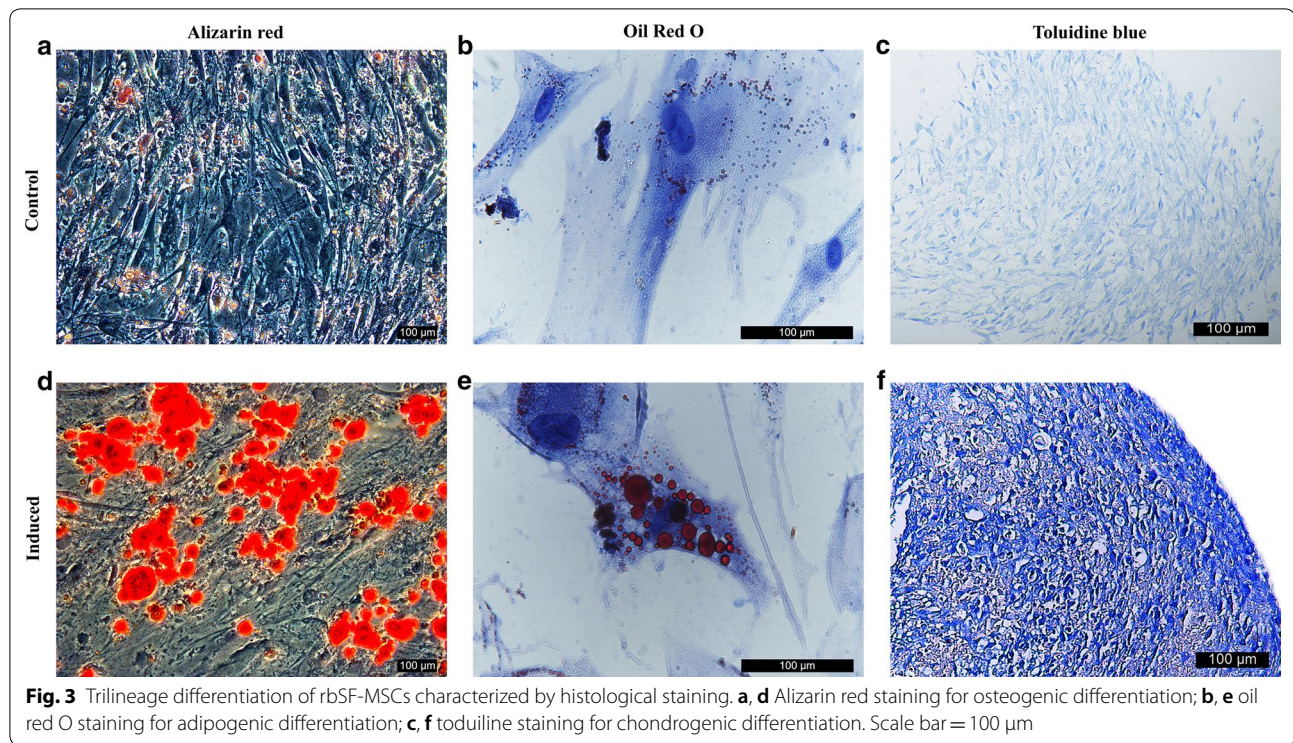 Alizarin red Oil Red O Toluidine blue
a b c
Control
100 µm 100 µm 100 µm
d e f
Induced
100 µm 100 µm 100 µm
Fig. 3 Trilineage differentiation of rbSF-MSCs characterized by histological staining. a, d Alizarin red staining for osteogenic differentiation; b, e oil
red O staining for adipogenic differentiation; c, f toduiline staining for chondrogenic differentiation. Scale bar = 100 µm